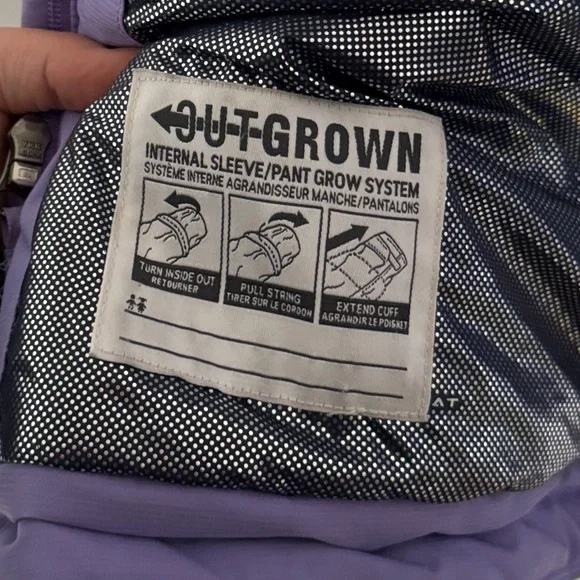 OUTGROWN
INTERNAL SLEEVE/PANT GROW SYSTEM
SYSTÈME INTERNE AGRANDISSEUR MANCHE/PANTALONS
TURN INSIDE OUT
RETOURNER
PULL STRING
TIRER SUR LE CORDON
EXTEND CUFF
AGRANDIR LE POIGNET
AT